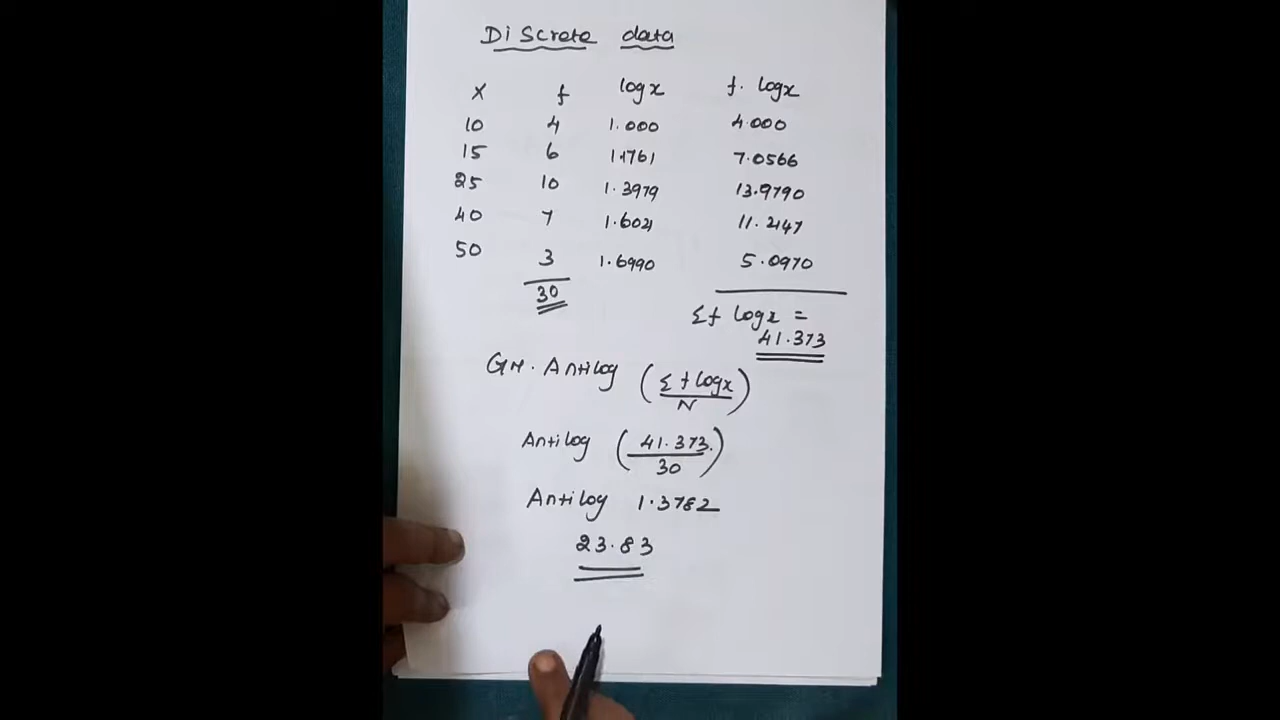 Discrete data
X f log x f. log x
10 4 1.000 4.000
15 6 1.1761 7.0566
25 10 1.3979 13.9790
40 7 1.6021 11.2147
50 3 1.6990 5.0970
30
Σf log x =
41.373
GM. Antilog (Σ f log x / N)
Antilog (41.373. / 30)
Antilog 1.3782
23.83